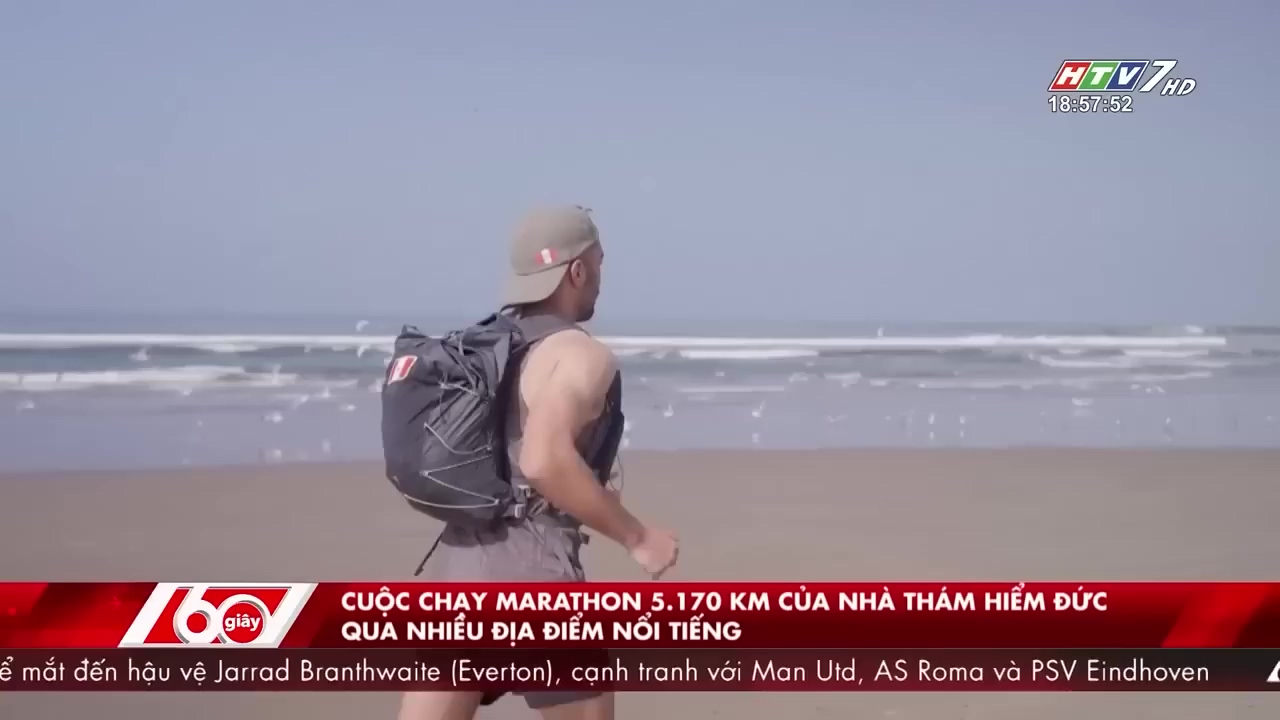 HTV7 HD
18:57:52
60 giây
CUỘC CHẠY MARATHON 5.170 KM CỦA NHÀ THÁM HIỂM ĐỨC
QUA NHIỀU ĐỊA ĐIỂM NỔI TIẾNG
ể mắt đến hậu vệ Jarrad Branthwaite (Everton), cạnh tranh với Man Utd, AS Roma và PSV Eindhoven